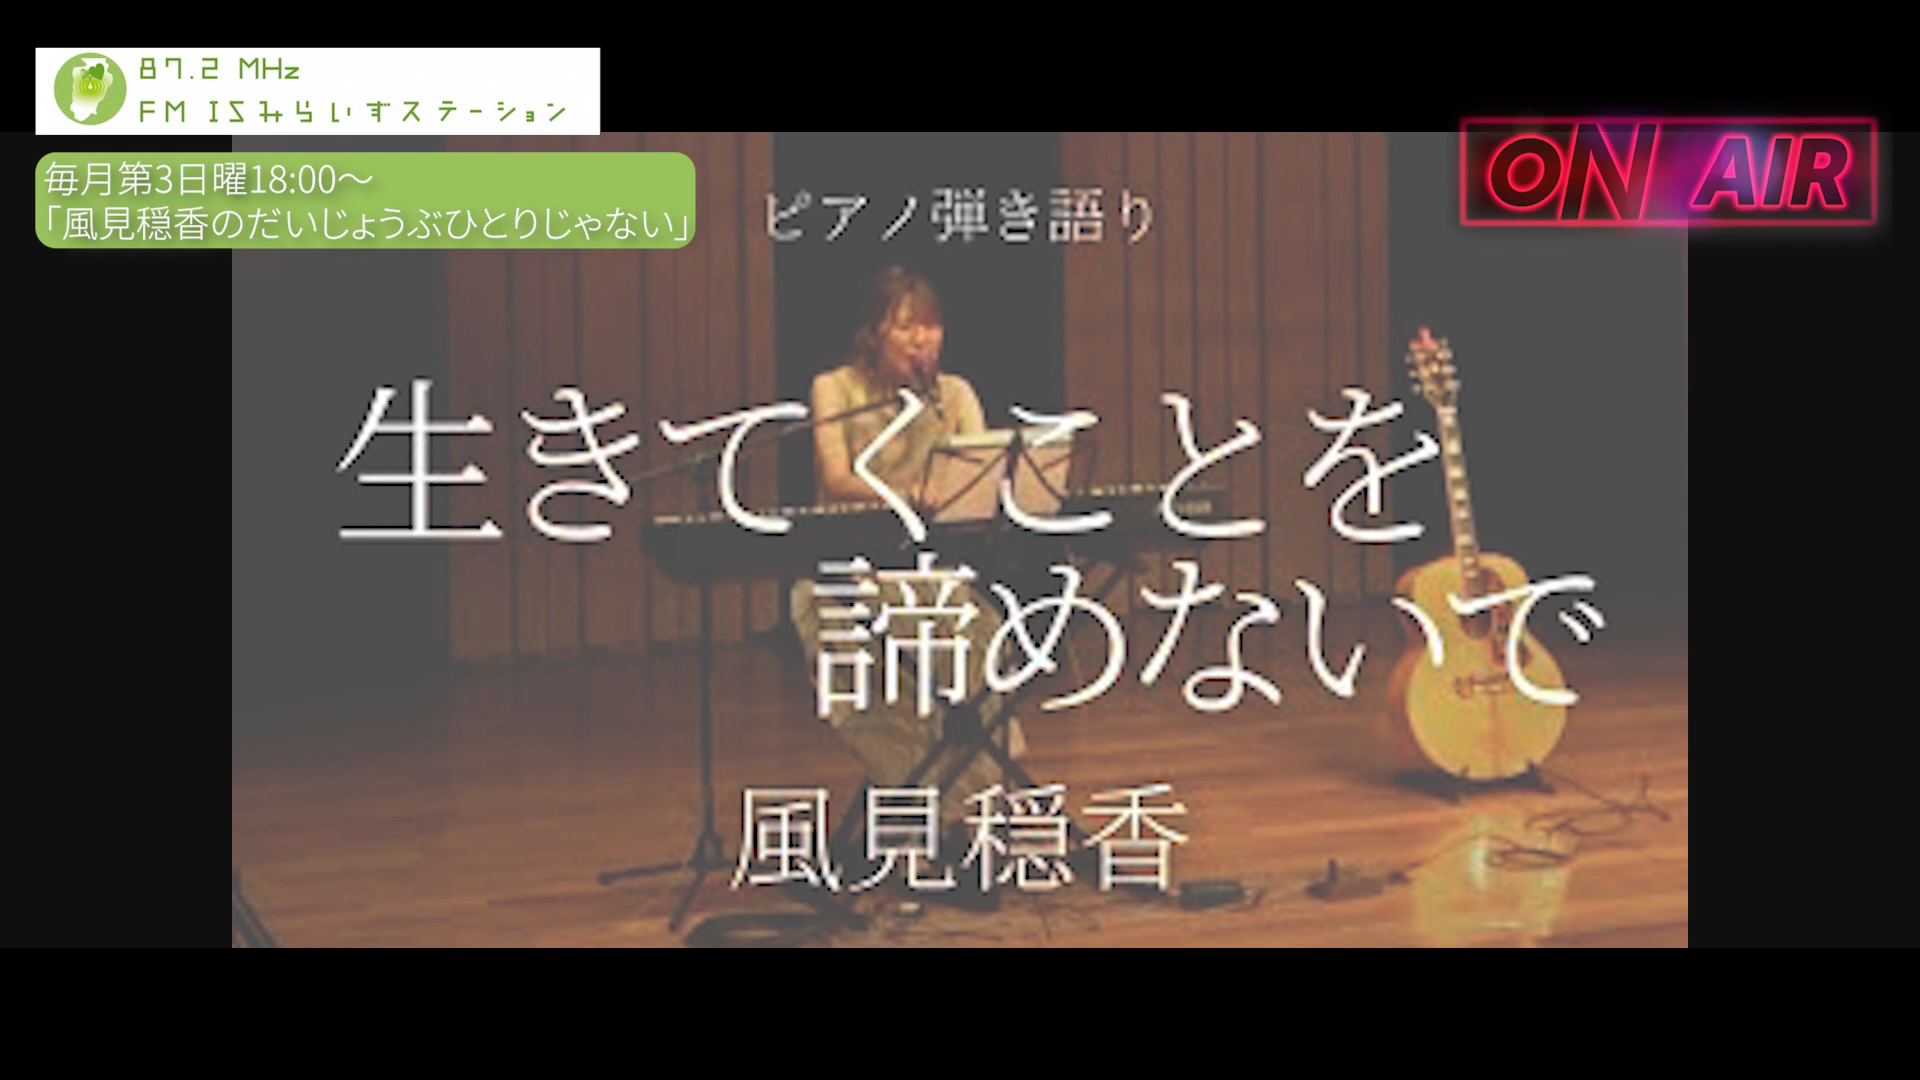 87.2 MHz
FM ISみらいずステーション
毎月第3日曜18:00～
「風見穏香のだいじょうぶひとりじゃない」
ON AIR
ピアノ弾き語り
生きてくことを
諦めないで
風見穏香